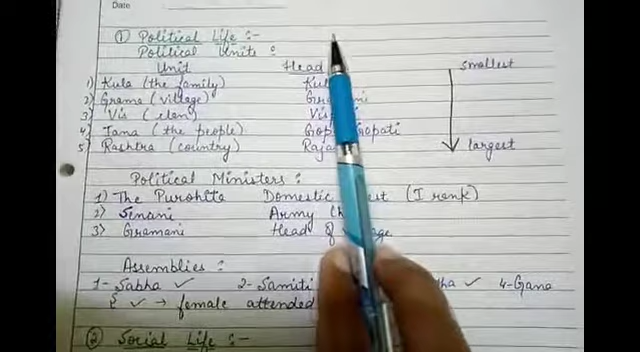 Date
① Political Life :-
Political Units :
Unit Head smallest
1) Kula (the family)
2) Grama (village)
3) Vis (clan)
4) Jana (the people) Gopati
5) Rashtra (country) Raja largest
Political Ministers :
1) The Purohita Domestic (I rank)
2) Senani Army
3) Gramani Head of
Assemblies :
1- Sabha ✓ 2- Samiti ✓ 4- Gana
✓ → female attended
② Social Life :-